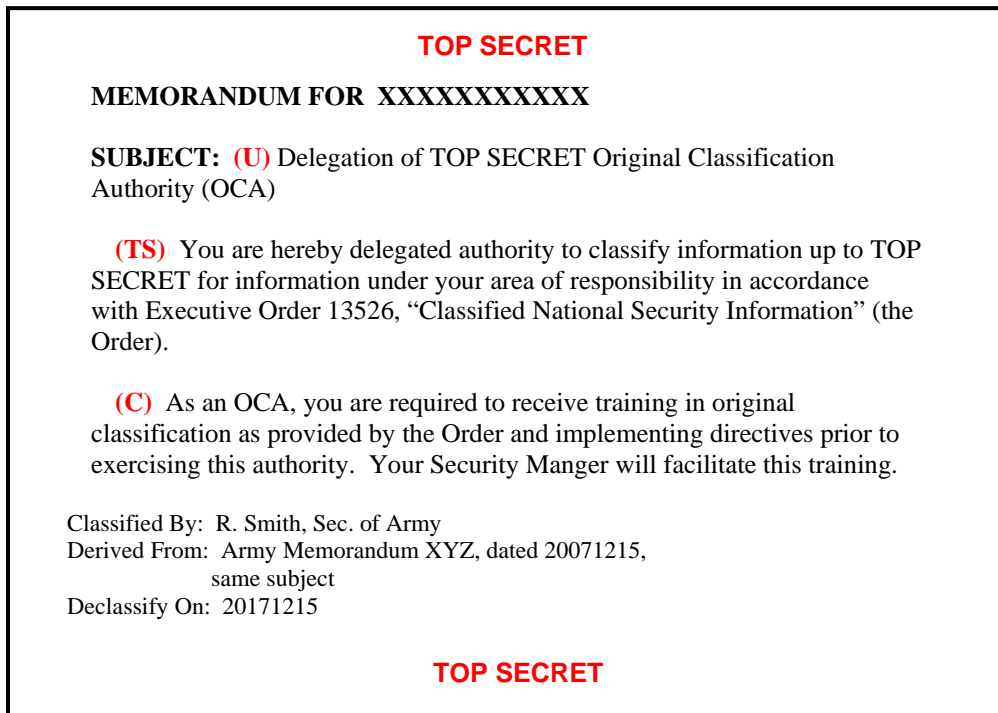 TOP SECRET
MEMORANDUM FOR XXXXXXXXXXX
SUBJECT: (U) Delegation of TOP SECRET Original Classification
Authority (OCA)
(TS) You are hereby delegated authority to classify information up to TOP
SECRET for information under your area of responsibility in accordance
with Executive Order 13526, “Classified National Security Information” (the
Order).
(C) As an OCA, you are required to receive training in original
classification as provided by the Order and implementing directives prior to
exercising this authority. Your Security Manger will facilitate this training.
Classified By: R. Smith, Sec. of Army
Derived From: Army Memorandum XYZ, dated 20071215,
same subject
Declassify On: 20171215
TOP SECRET